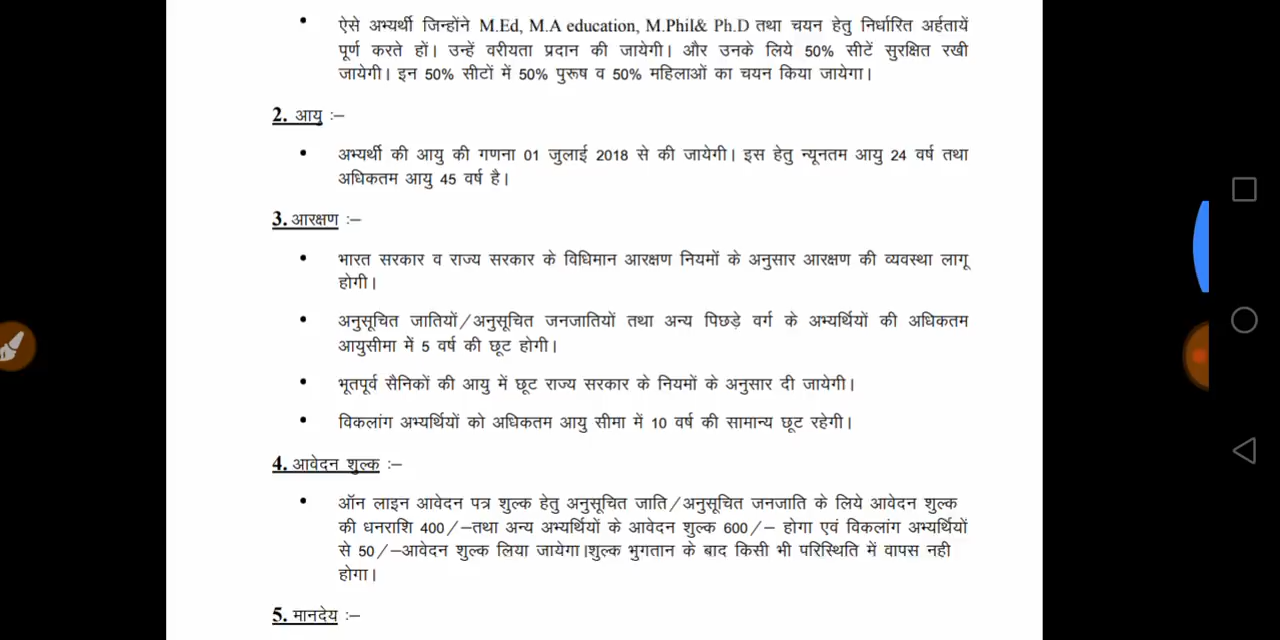 • ऐसे अभ्यर्थी जिन्होंने M.Ed, M.A education, M.Phil& Ph.D तथा चयन हेतु निर्धारित अर्हतायें
पूर्ण करते हों। उन्हें वरीयता प्रदान की जायेगी। और उनके लिये 50% सीटें सुरक्षित रखी
जायेगी। इन 50% सीटों में 50% पुरूष व 50% महिलाओं का चयन किया जायेगा।
2. आयु :–
• अभ्यर्थी की आयु की गणना 01 जुलाई 2018 से की जायेगी। इस हेतु न्यूनतम आयु 24 वर्ष तथा
अधिकतम आयु 45 वर्ष है।
3. आरक्षण :–
• भारत सरकार व राज्य सरकार के विधिमान आरक्षण नियमों के अनुसार आरक्षण की व्यवस्था लागू
होगी।
• अनुसूचित जातियों/अनुसूचित जनजातियों तथा अन्य पिछड़े वर्ग के अभ्यर्थियों की अधिकतम
आयुसीमा में 5 वर्ष की छूट होगी।
• भूतपूर्व सैनिकों की आयु में छूट राज्य सरकार के नियमों के अनुसार दी जायेगी।
• विकलांग अभ्यर्थियों को अधिकतम आयु सीमा में 10 वर्ष की सामान्य छूट रहेगी।
4. आवेदन शुल्क :–
• ऑन लाइन आवेदन पत्र शुल्क हेतु अनुसूचित जाति/अनुसूचित जनजाति के लिये आवेदन शुल्क
की धनराशि 400/–तथा अन्य अभ्यर्थियों के आवेदन शुल्क 600/– होगा एवं विकलांग अभ्यर्थियों
से 50/–आवेदन शुल्क लिया जायेगा।शुल्क भुगतान के बाद किसी भी परिस्थिति में वापस नही
होगा।
5. मानदेय :–